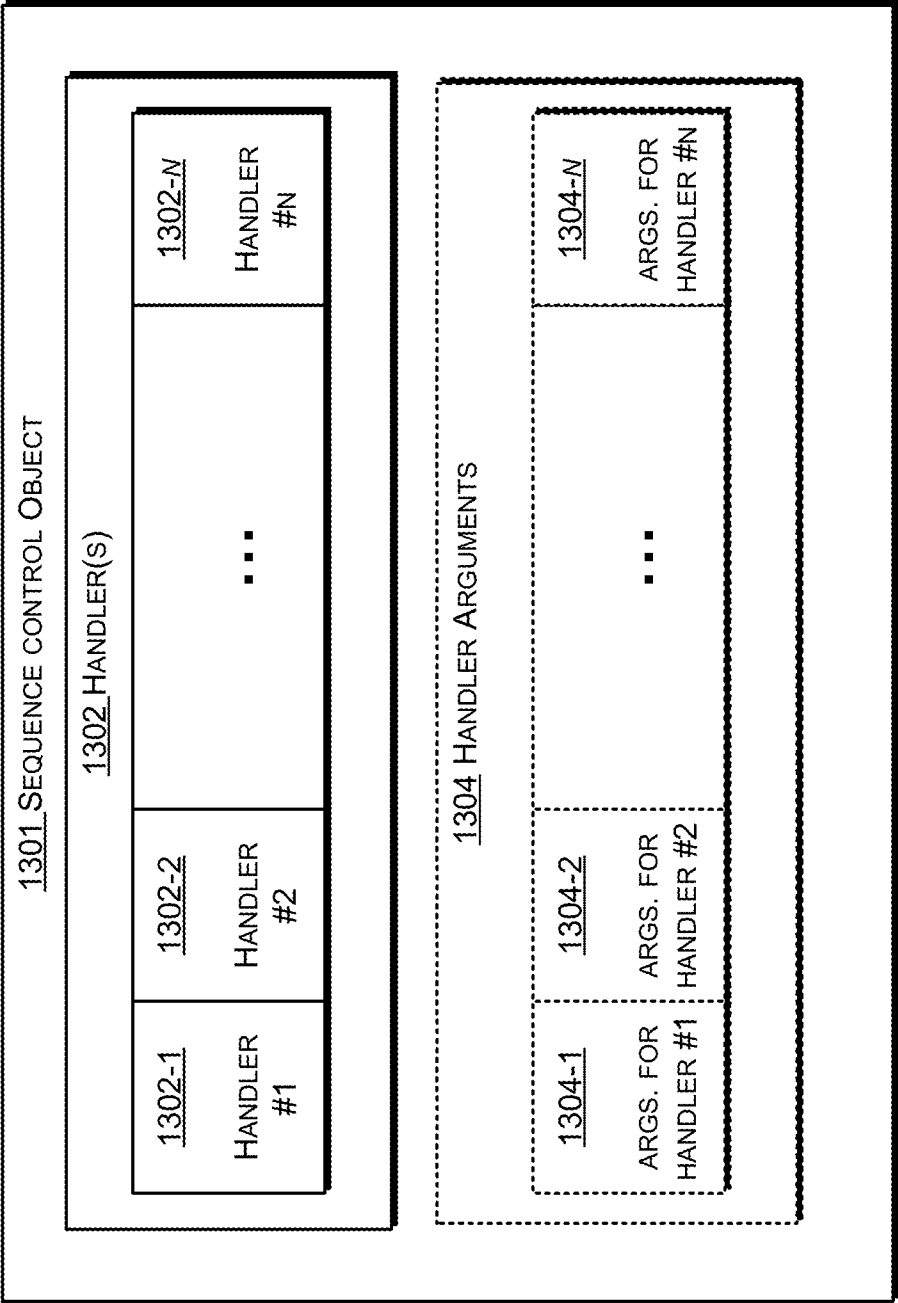 1301 SEQUENCE CONTROL OBJECT
1302 HANDLER(S)
1302-1
HANDLER
#1
1302-2
HANDLER
#2
...
1302-N
HANDLER
#N
1304 HANDLER ARGUMENTS
1304-1
ARGS. FOR
HANDLER #1
1304-2
ARGS. FOR
HANDLER #2
...
1304-N
ARGS. FOR
HANDLER #N